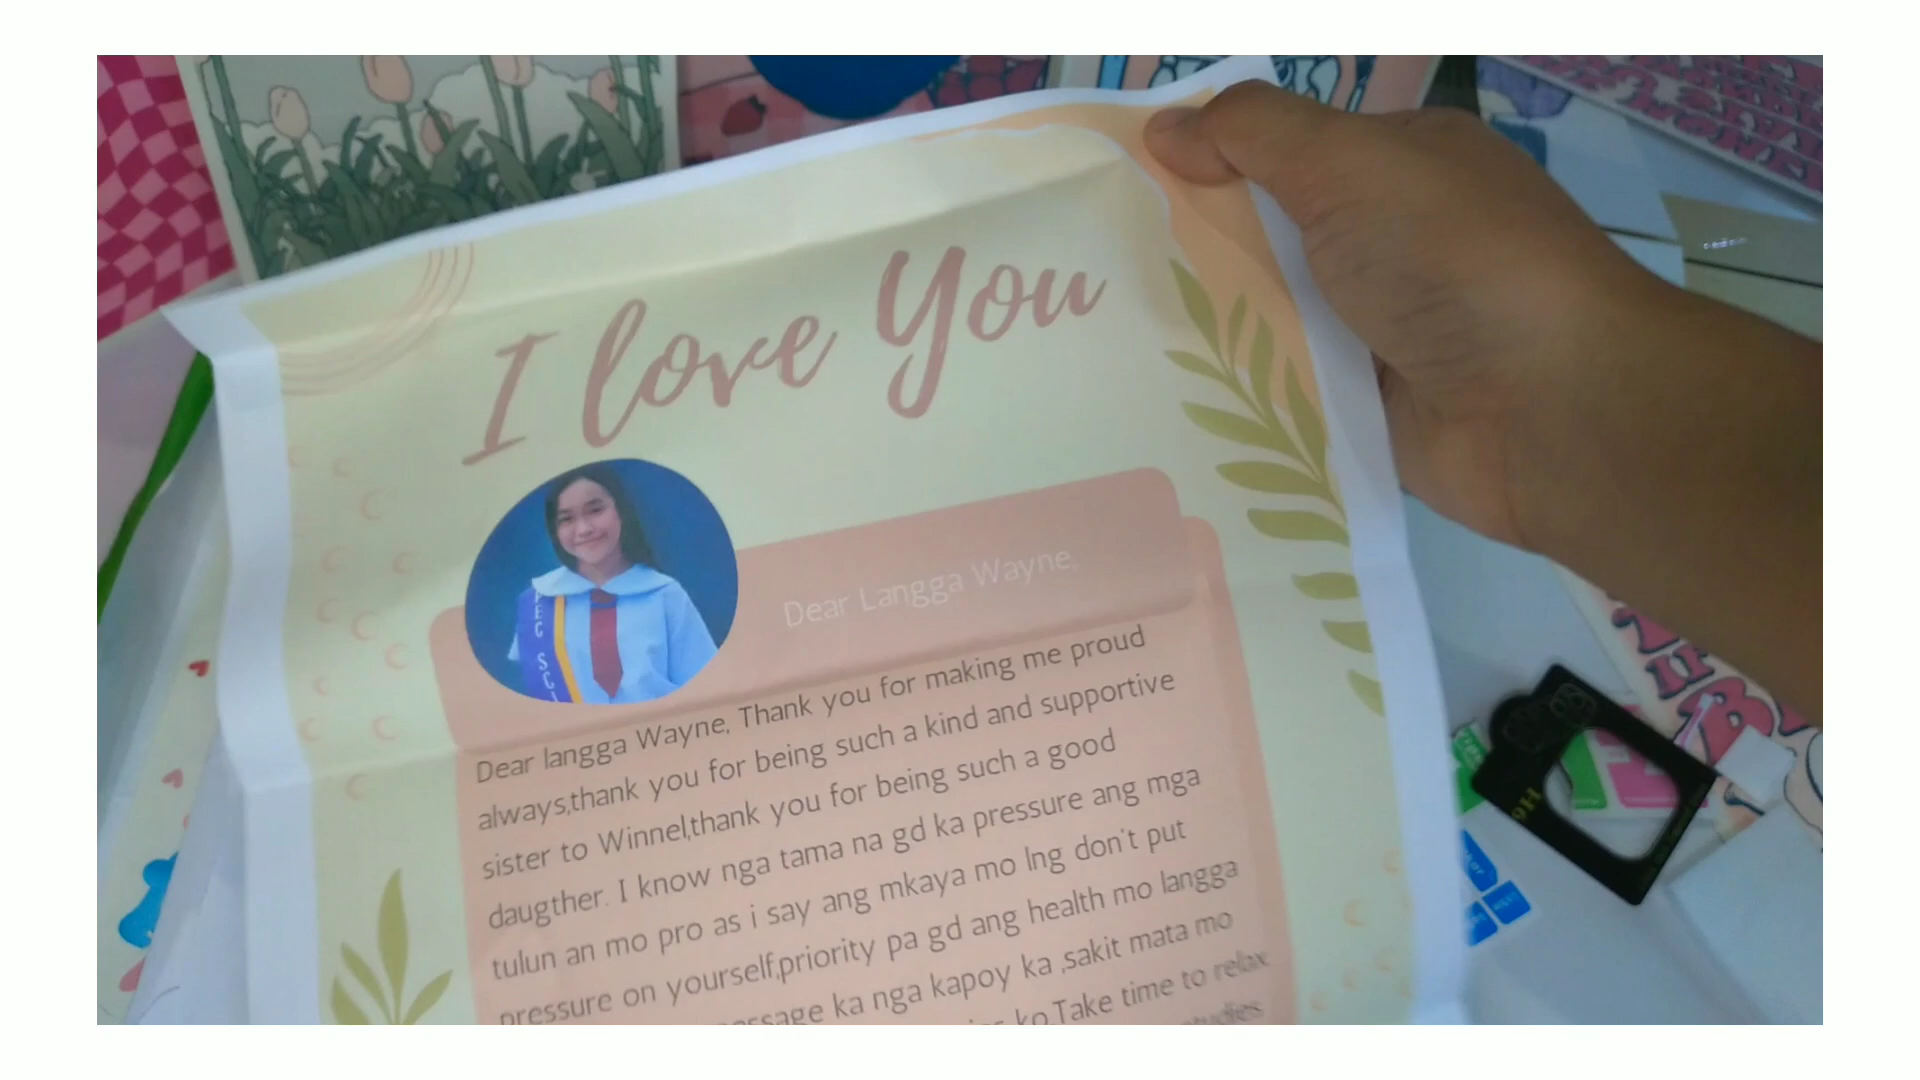 I love You
Dear Langga Wayne,
Dear langga Wayne, Thank you for making me proud
always,thank you for being such a kind and supportive
sister to Winnel,thank you for being such a good
daugther. I know nga tama na gd ka pressure ang mga
tulun an mo pro as i say ang mkaya mo lng don't put
pressure on yourself,priority pa gd ang health mo langga
ka nga kapoy ka ,sakit mata mo
ko.Take time to relax
studies